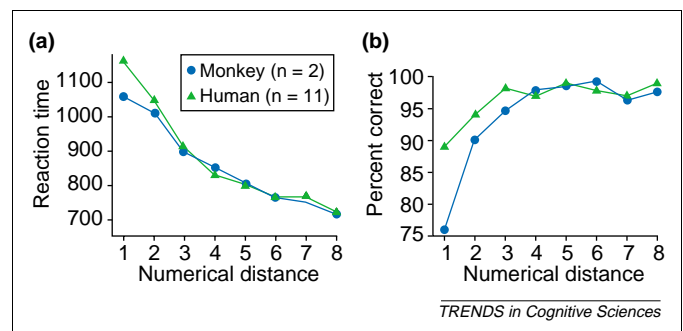 (a)
Reaction time
1100
1000
900
800
700
1 2 3 4 5 6 7 8
Numerical distance
Monkey (n = 2)
Human (n = 11)
(b)
Percent correct
100
95
90
85
80
75
1 2 3 4 5 6 7 8
Numerical distance
TRENDS in Cognitive Sciences